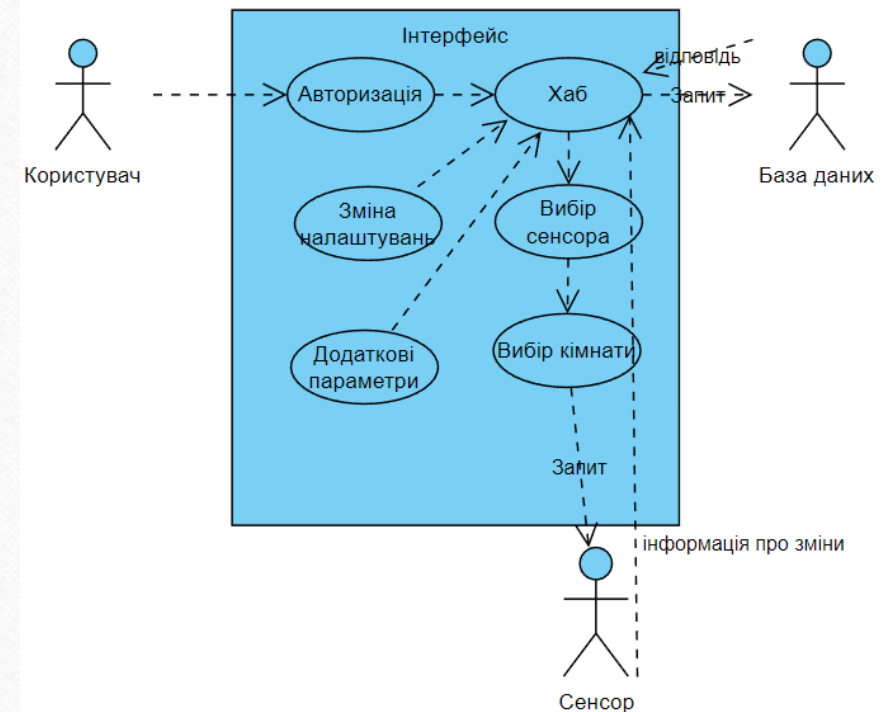 Інтерфейс
відповідь
Авторизація
Хаб
Запит
Користувач
База даних
Зміна
налаштувань
Вибір
сенсора
Додаткові
параметри
Вибір кімнати
Запит
інформація про зміни
Сенсор